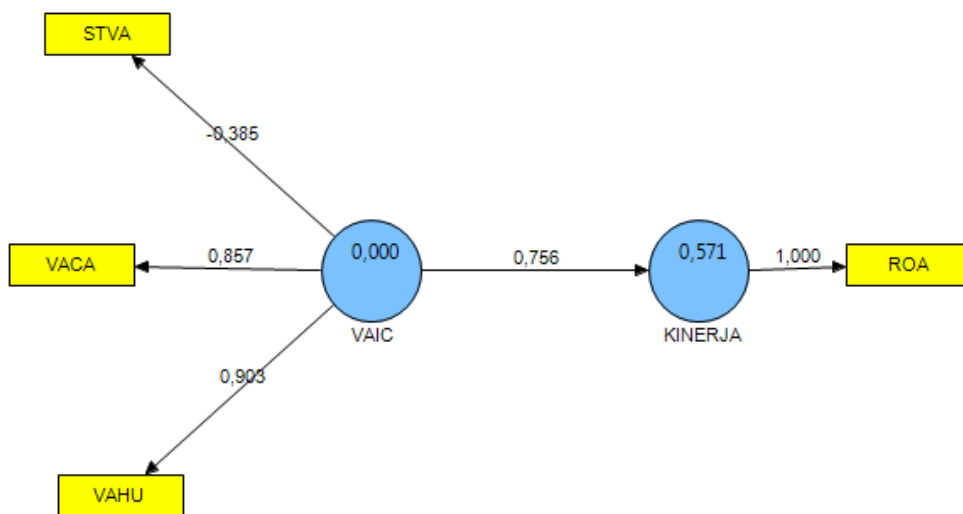 STVA
-0,385
VACA
0,857
0,000
0,756
0,571
1,000
ROA
VAIC
KINERJA
0,903
VAHU